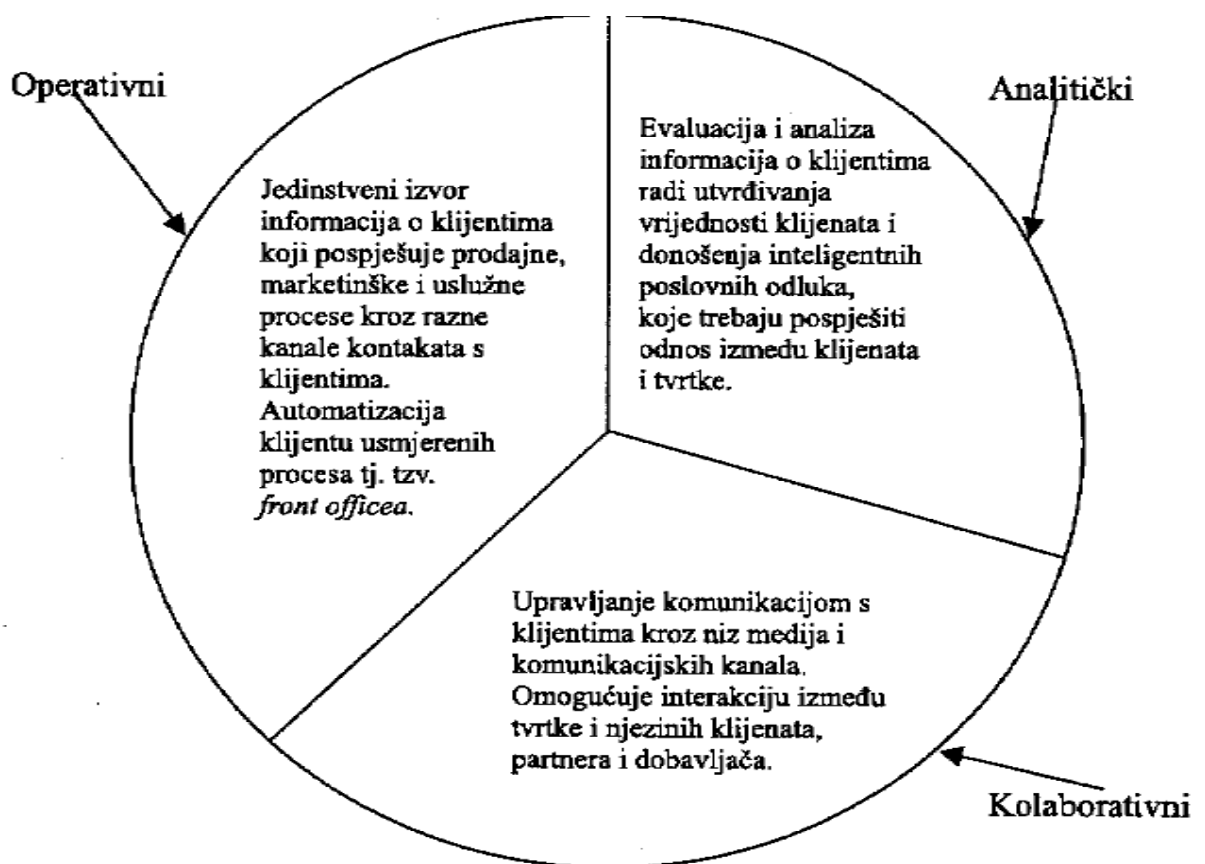 Operativni
Jedinstveni izvor
informacija o klijentima
koji pospješuje prodajne,
marketinške i uslužne
procese kroz razne
kanale kontakata s
klijentima.
Automatizacija
klijentu usmjerenih
procesa tj. tzv.
front officea.
Analitički
Evaluacija i analiza
informacija o klijentima
radi utvrđivanja
vrijednosti klijenata i
donošenja inteligentnih
poslovnih odluka,
koje trebaju pospješiti
odnos između klijenata
i tvrtke.
Upravljanje komunikacijom s
klijentima kroz niz medija i
komunikacijskih kanala.
Omogućuje interakciju između
tvrtke i njezinih klijenata,
partnera i dobavljača.
Kolaborativni